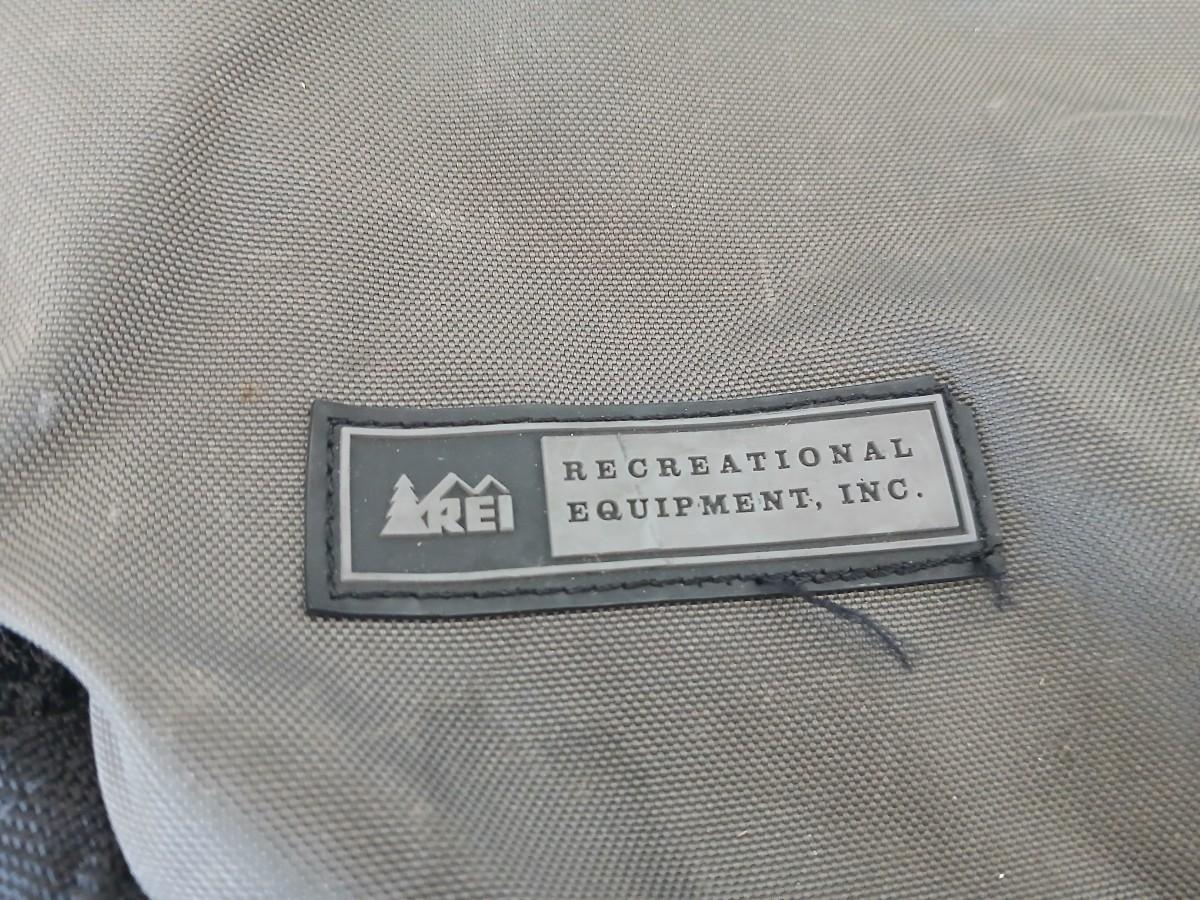 REI
RECREATIONAL
EQUIPMENT, INC.